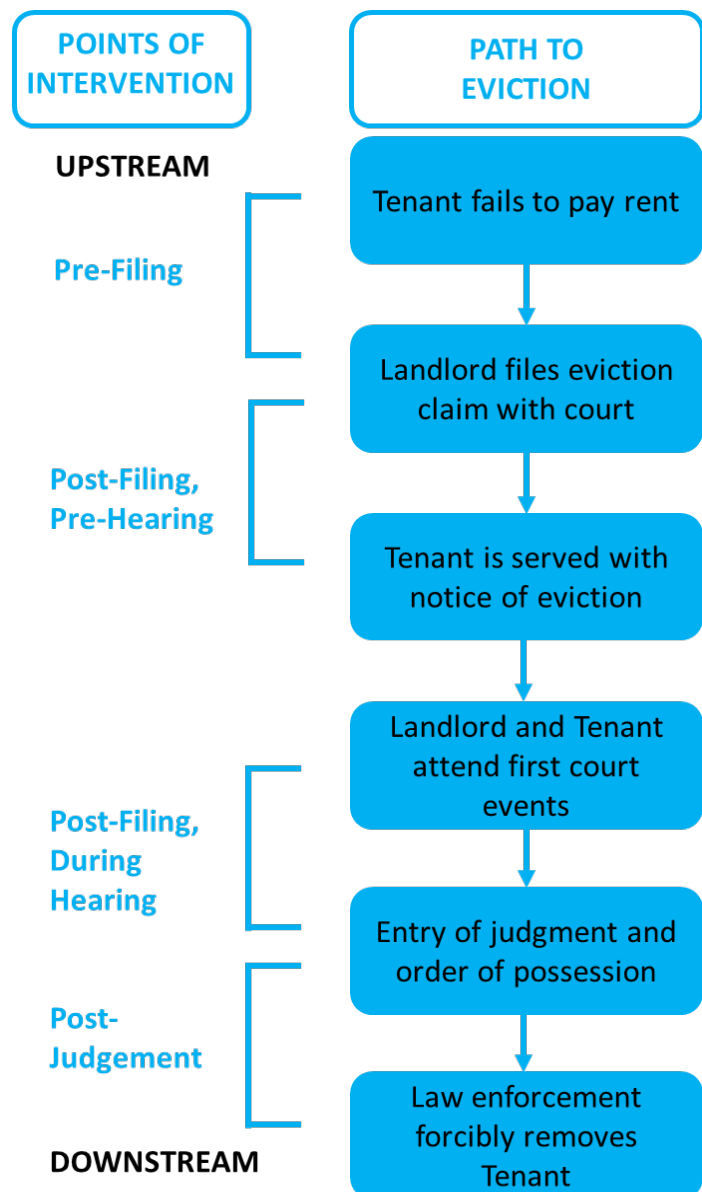 POINTS OF
INTERVENTION
PATH TO
EVICTION
UPSTREAM
Tenant fails to pay rent
Pre-Filing
Landlord files eviction
claim with court
Post-Filing,
Pre-Hearing
Tenant is served with
notice of eviction
Landlord and Tenant
attend first court
events
Post-Filing,
During
Hearing
Entry of judgment and
order of possession
Post-
Judgement
Law enforcement
forcibly removes
Tenant
DOWNSTREAM